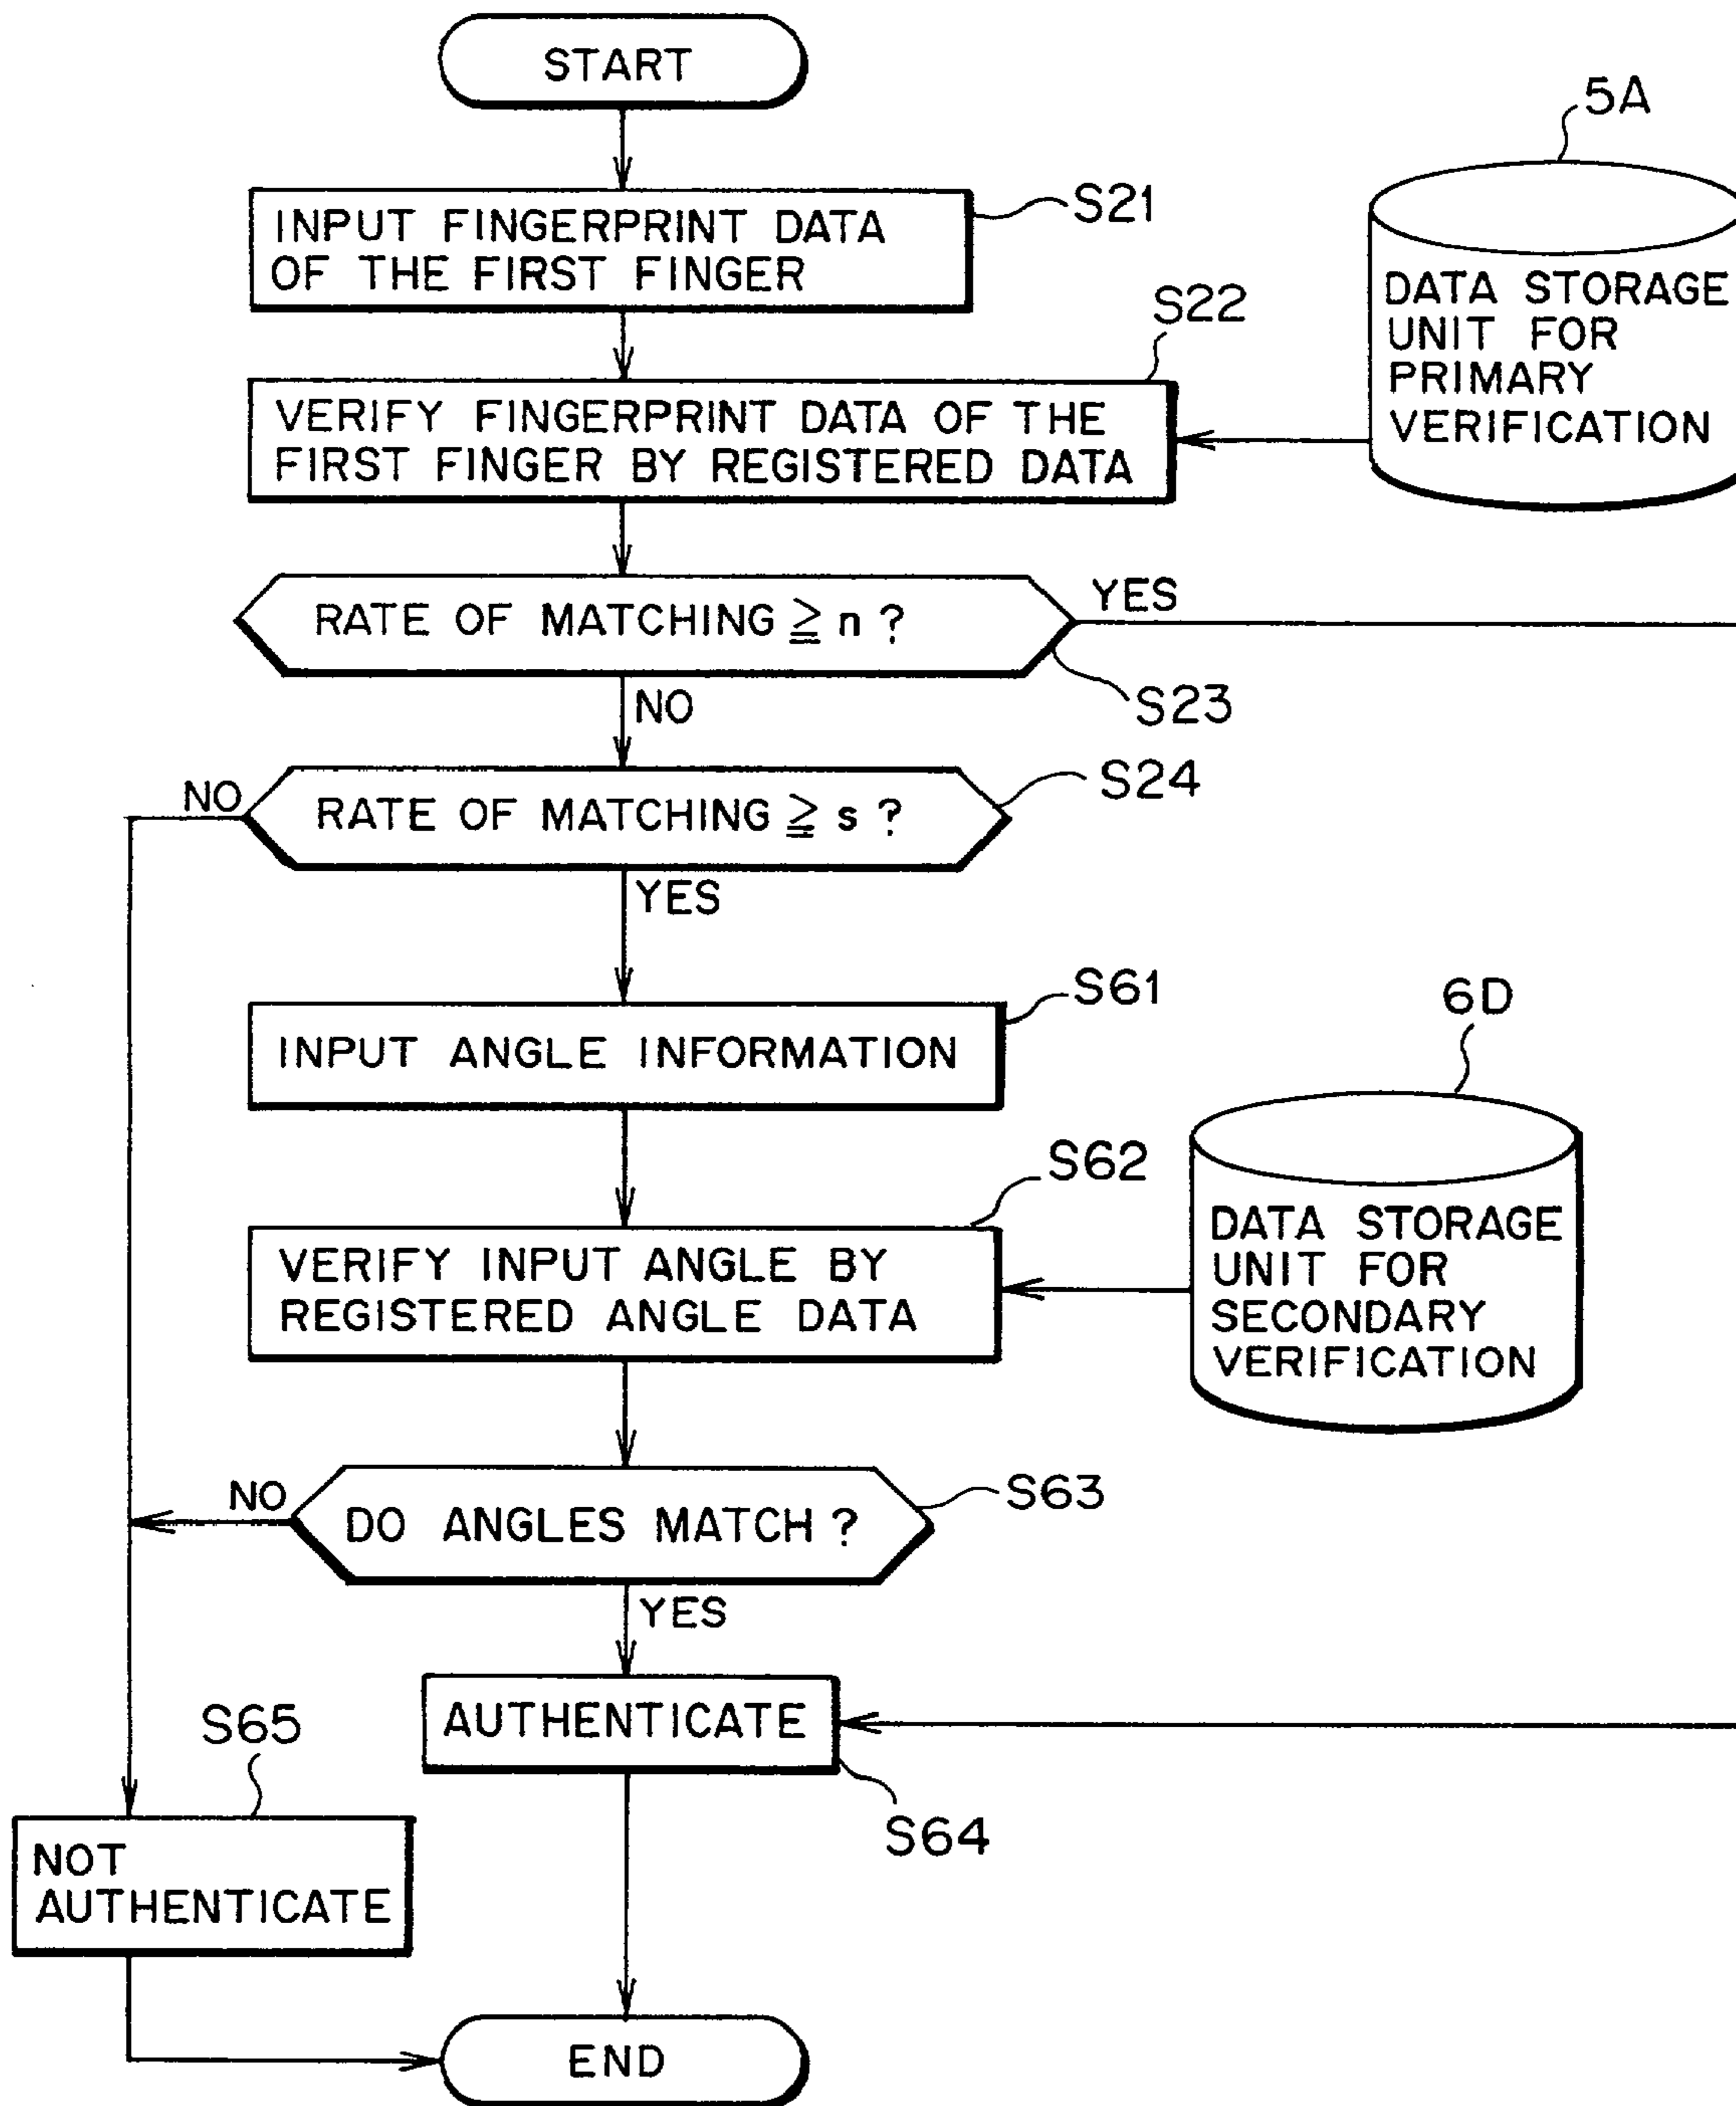 START
5A
S21
INPUT FINGERPRINT DATA
OF THE FIRST FINGER
S22
DATA STORAGE
UNIT FOR
PRIMARY
VERIFICATION
VERIFY FINGERPRINT DATA OF THE
FIRST FINGER BY REGISTERED DATA
RATE OF MATCHING ≧ n ?
YES
S23
NO
S24
NO
RATE OF MATCHING ≧ s ?
YES
S61
INPUT ANGLE INFORMATION
6D
S62
VERIFY INPUT ANGLE BY
REGISTERED ANGLE DATA
DATA STORAGE
UNIT FOR
SECONDARY
VERIFICATION
NO
DO ANGLES MATCH ?
S63
YES
AUTHENTICATE
S64
S65
NOT
AUTHENTICATE
END